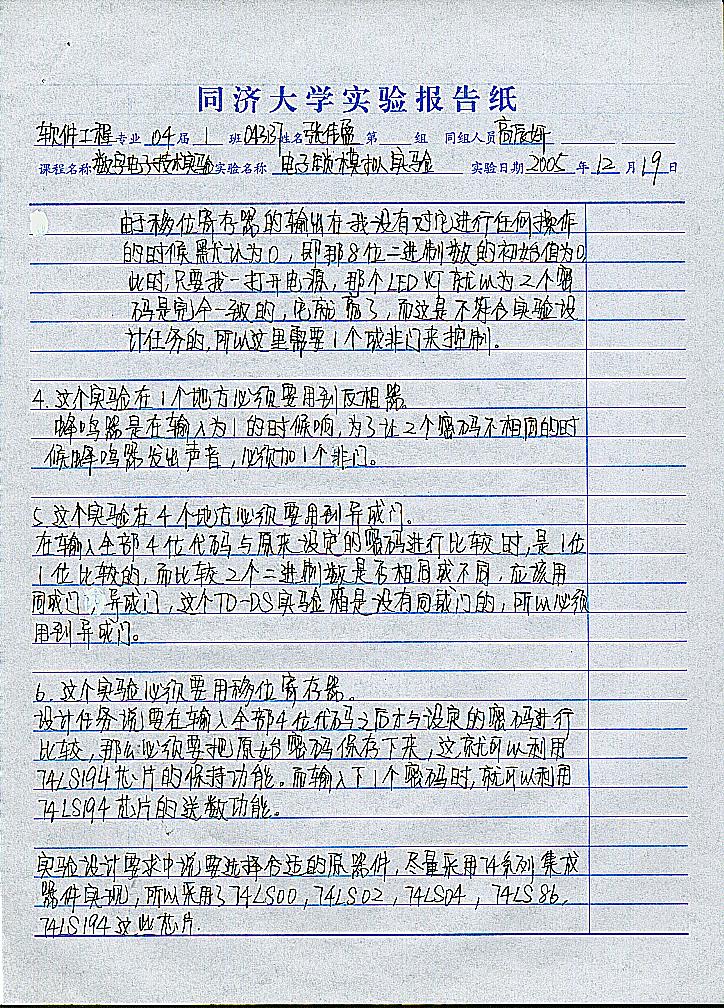 同济大学实验报告纸
软件工程专业 04届 1 班 043137 姓名 张伟 第 组 同组人员
课程名称 数字电子技术实验 实验名称 电子锁模拟实验 实验日期 2005 年 12 月 19 日
由于移位寄存器的输出在我没有对它进行任何操作
的时候默认为0,即那8位二进制数的初始值为0
此时,只要我一打开电源,那个LED灯就以为2个密
码是完全一致的,它就亮了,而这是不符合实验设
计任务的,所以这里需要1个或非门来控制。
4.这个实验在1个地方必须要用到反相器
蜂鸣器是在输入为1的时候响,为了让2个密码不相同的时
候蜂鸣器发出声音,必须加1个非门。
5.这个实验在4个地方必须要用到异或门。
在输入全部4位代码与原来设定的密码进行比较时,是1位
1位比较的,而比较2个二进制数是否相同或不同,应该用
同或门,异或门,这个TD-DS实验箱是没有同或门的,所以必须
用到异或门。
6.这个实验必须要用移位寄存器。
设计任务说要在输入全部4位代码之后才与设定的密码进行
比较,那么必须要把原始密码保存下来,这就可以利用
74LS194芯片的保持功能。而输入下1个密码时,就可以利用
74LS194芯片的送数功能。
实验设计要求中说要选择合适的原器件,尽量采用74系列集成
器件实现,所以采用了74LS00,74LS02,74LS04,74LS86,
74LS194这些芯片.